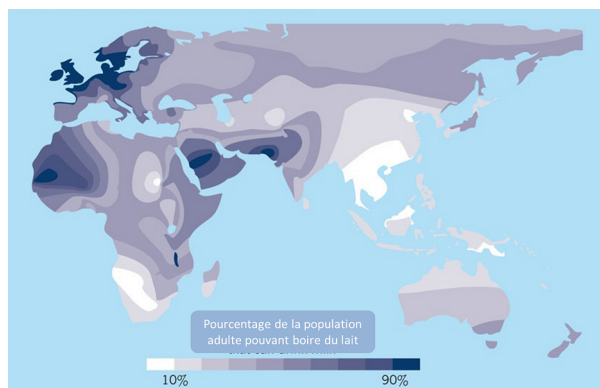 Pourcentage de la population
adulte pouvant boire du lait
10%
90%